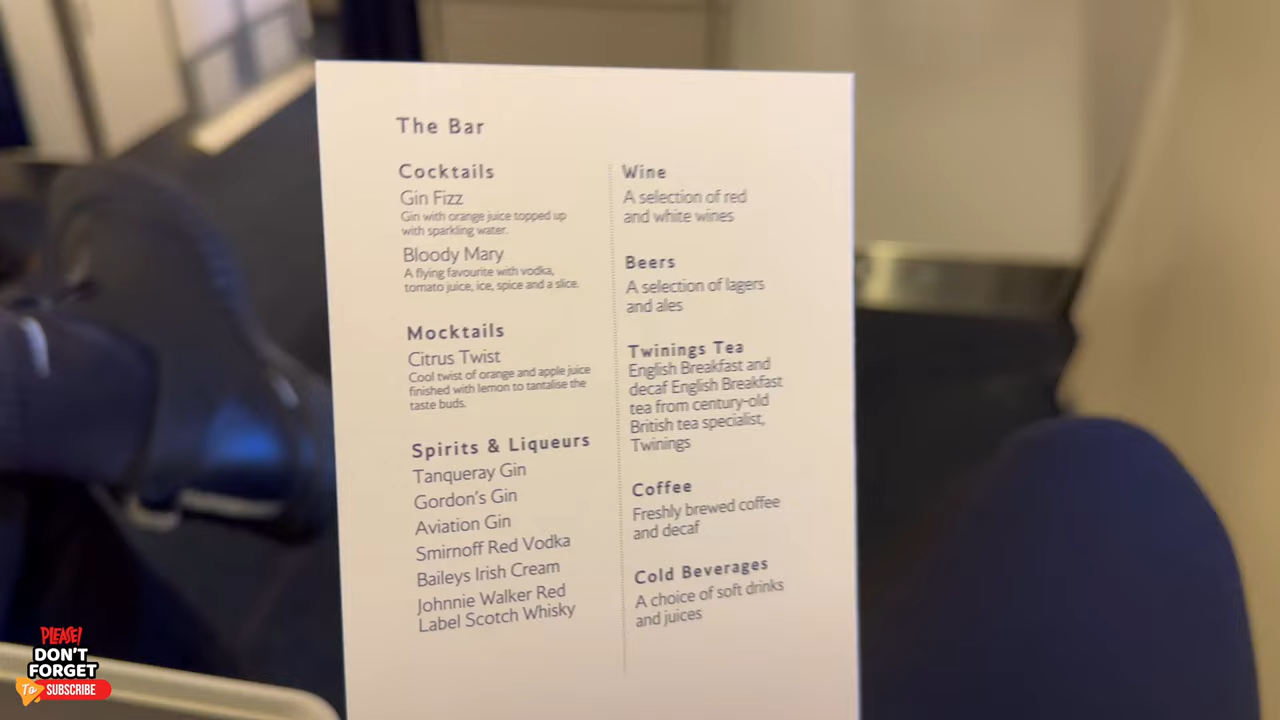 The Bar
Cocktails
Gin Fizz
Gin with orange juice topped up
with sparkling water.
Bloody Mary
A flying favourite with vodka,
tomato juice, ice, spice and a slice.
Mocktails
Citrus Twist
Cool twist of orange and apple juice
finished with lemon to tantalise the
taste buds.
Spirits & Liqueurs
Tanqueray Gin
Gordon's Gin
Aviation Gin
Smirnoff Red Vodka
Baileys Irish Cream
Johnnie Walker Red
Label Scotch Whisky
Wine
A selection of red
and white wines
Beers
A selection of lagers
and ales
Twinings Tea
English Breakfast and
decaf English Breakfast
tea from century-old
British tea specialist,
Twinings
Coffee
Freshly brewed coffee
and decaf
Cold Beverages
A choice of soft drinks
and juices
PLEASE!
DON'T
FORGET
To SUBSCRIBE